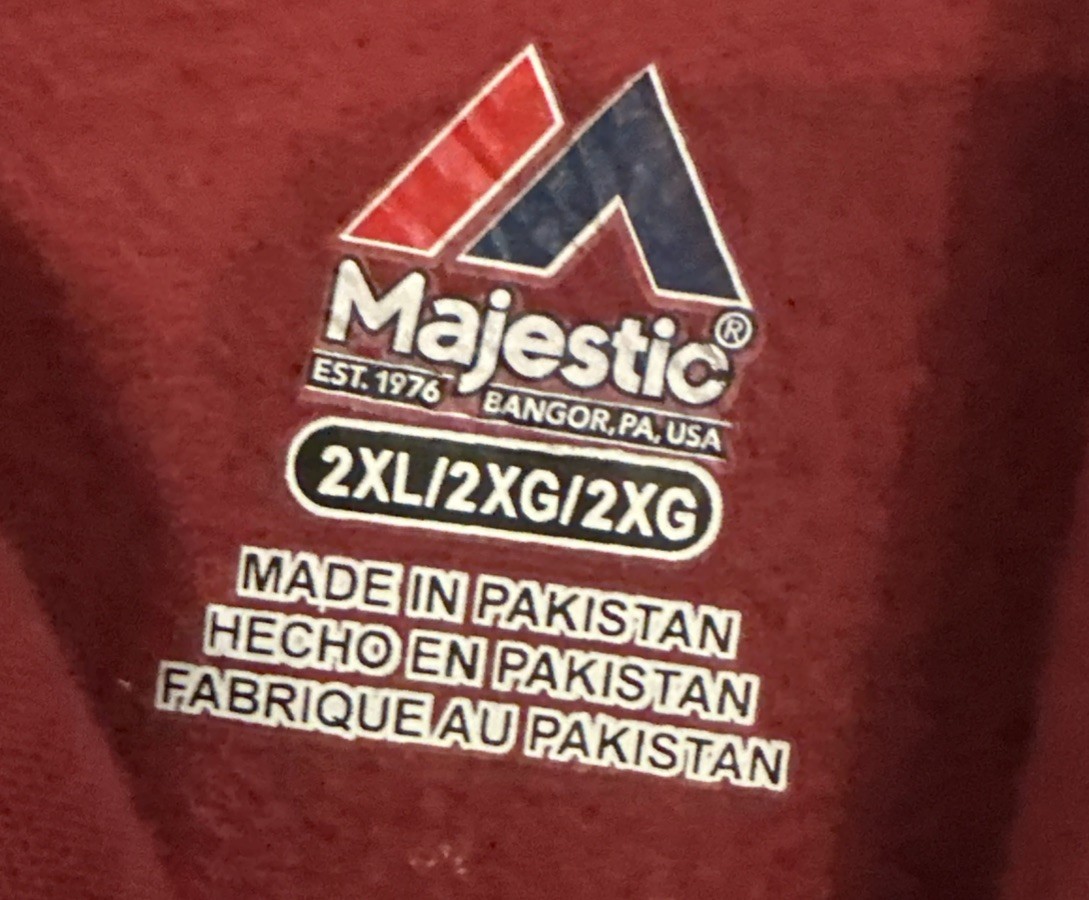 Majestic®
EST. 1976 BANGOR, PA, USA
2XL/2XG/2XG
MADE IN PAKISTAN
HECHO EN PAKISTAN
FABRIQUE AU PAKISTAN